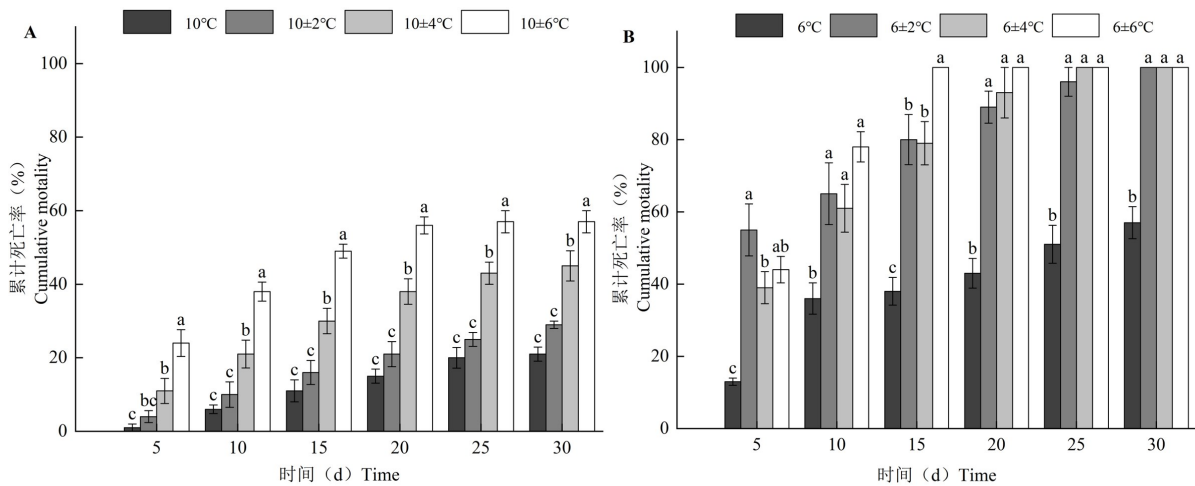 A
10℃ 10±2℃ 10±4℃ 10±6℃
累计死亡率（%）
Cumulative motality
100
80
60
40
20
0
c bc b a
c c b a
c c b a
c c b a
c c b a
c c b a
5 10 15 20 25 30
时间（d）Time
B
6℃ 6±2℃ 6±4℃ 6±6℃
累计死亡率（%）
Cumulative motality
100
80
60
40
20
0
c a b ab
b a a a
c b b a
b a a a
b a a a
b a a a
5 10 15 20 25 30
时间（d）Time